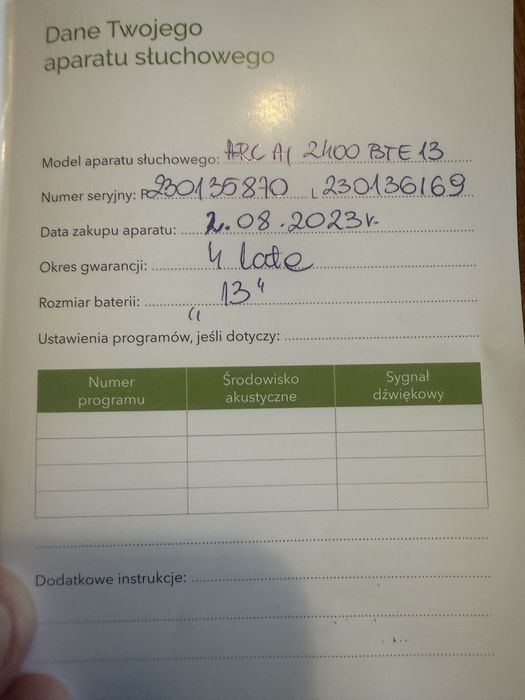 Dane Twojego
aparatu słuchowego
Model aparatu słuchowego: ARC AI 2400 BTE 13
Numer seryjny: P 230135870 L 230136169
Data zakupu aparatu: 2.08.2023r.
Okres gwarancji: 4 lata
Rozmiar baterii: „13"
Ustawienia programów, jeśli dotyczy:
Numer programu Środowisko akustyczne Sygnał dźwiękowy
Dodatkowe instrukcje: